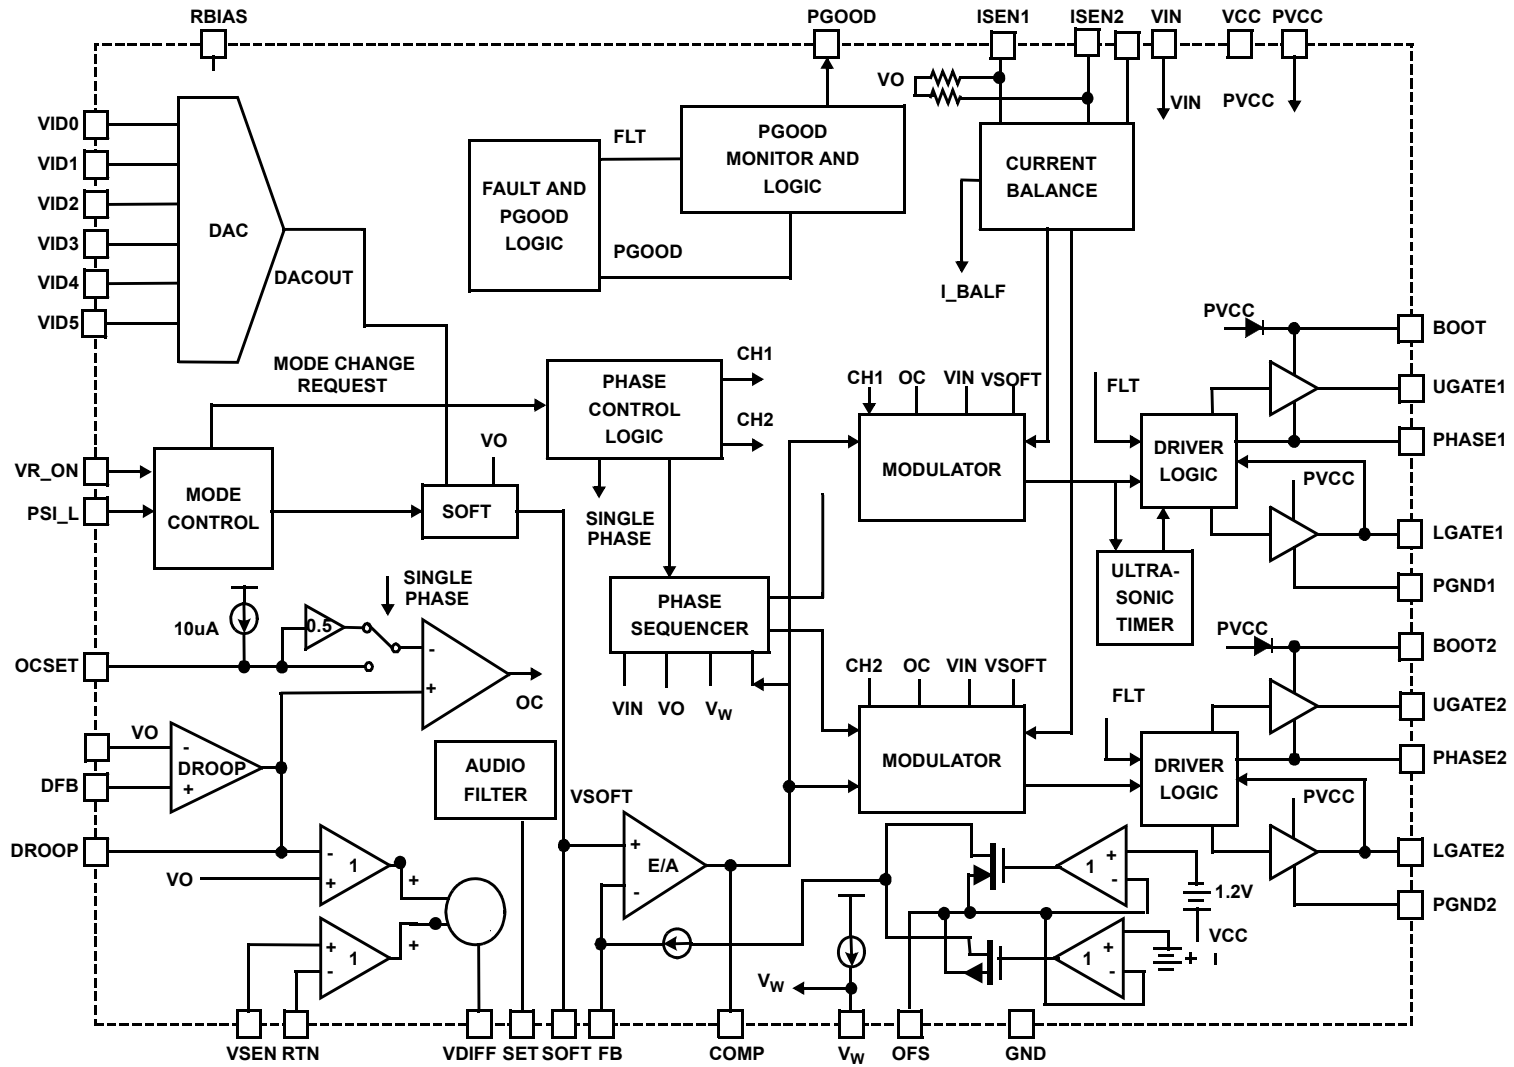 RBIAS
PGOOD
ISEN1
ISEN2
VIN
VCC
PVCC
VO
VIN
PVCC
VID0
VID1
VID2
VID3
VID4
VID5
DAC
DACOUT
FLT
FAULT AND
PGOOD
LOGIC
PGOOD
PGOOD
MONITOR AND
LOGIC
CURRENT
BALANCE
I_BALF
MODE CHANGE
REQUEST
PHASE
CONTROL
LOGIC
CH1
CH2
VR_ON
PSI_L
MODE
CONTROL
VO
SOFT
SINGLE
PHASE
CH1
OC
VIN
VSOFT
MODULATOR
FLT
DRIVER
LOGIC
PVCC
BOOT
UGATE1
PHASE1
PVCC
LGATE1
PGND1
ULTRA-
SONIC
TIMER
PHASE
SEQUENCER
VIN
VO
VW
10uA
0.5
SINGLE
PHASE
-
+
OC
OCSET
CH2
OC
VIN
VSOFT
MODULATOR
FLT
DRIVER
LOGIC
PVCC
BOOT2
UGATE2
PHASE2
PVCC
LGATE2
PGND2
VO
-
DROOP
+
DFB
DROOP
VO
-
1
+
+
+
1
-
+
AUDIO
FILTER
VSOFT
+
E/A
-
1
+
-
1.2V
VCC
1
+
-
+
VW
VSEN
RTN
VDIFF
SET
SOFT
FB
COMP
VW
OFS
GND